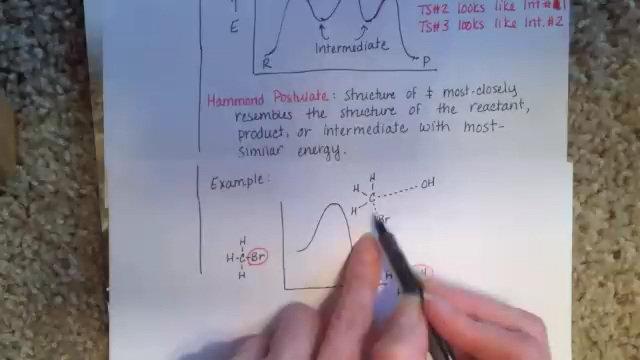 TS#2 looks like Int #1
TS#3 looks like Int. #2
E
Intermediate
R
P
Hammond Postulate: structure of ‡ most-closely
resembles the structure of the reactant,
product, or intermediate with most-
similar energy.
Example:
H
H
C
OH
H
Br
H
H-C-Br
H